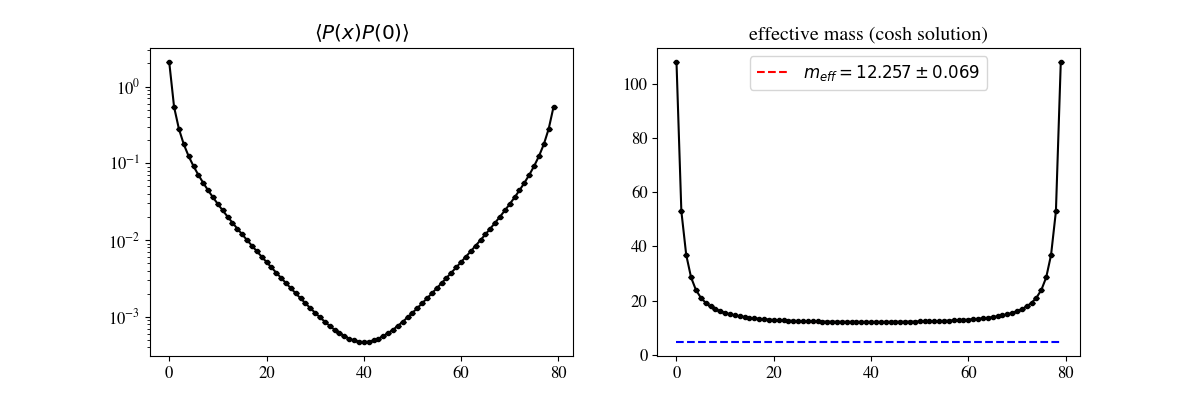 ⟨P(x)P(0)⟩
10⁰
10⁻¹
10⁻²
10⁻³
0 20 40 60 80
effective mass (cosh solution)
m_eff = 12.257 ± 0.069
100
80
60
40
20
0
0 20 40 60 80